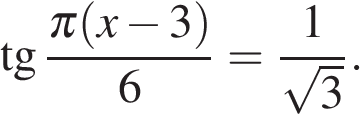 tg π(x − 3)/6 = 1/√3.